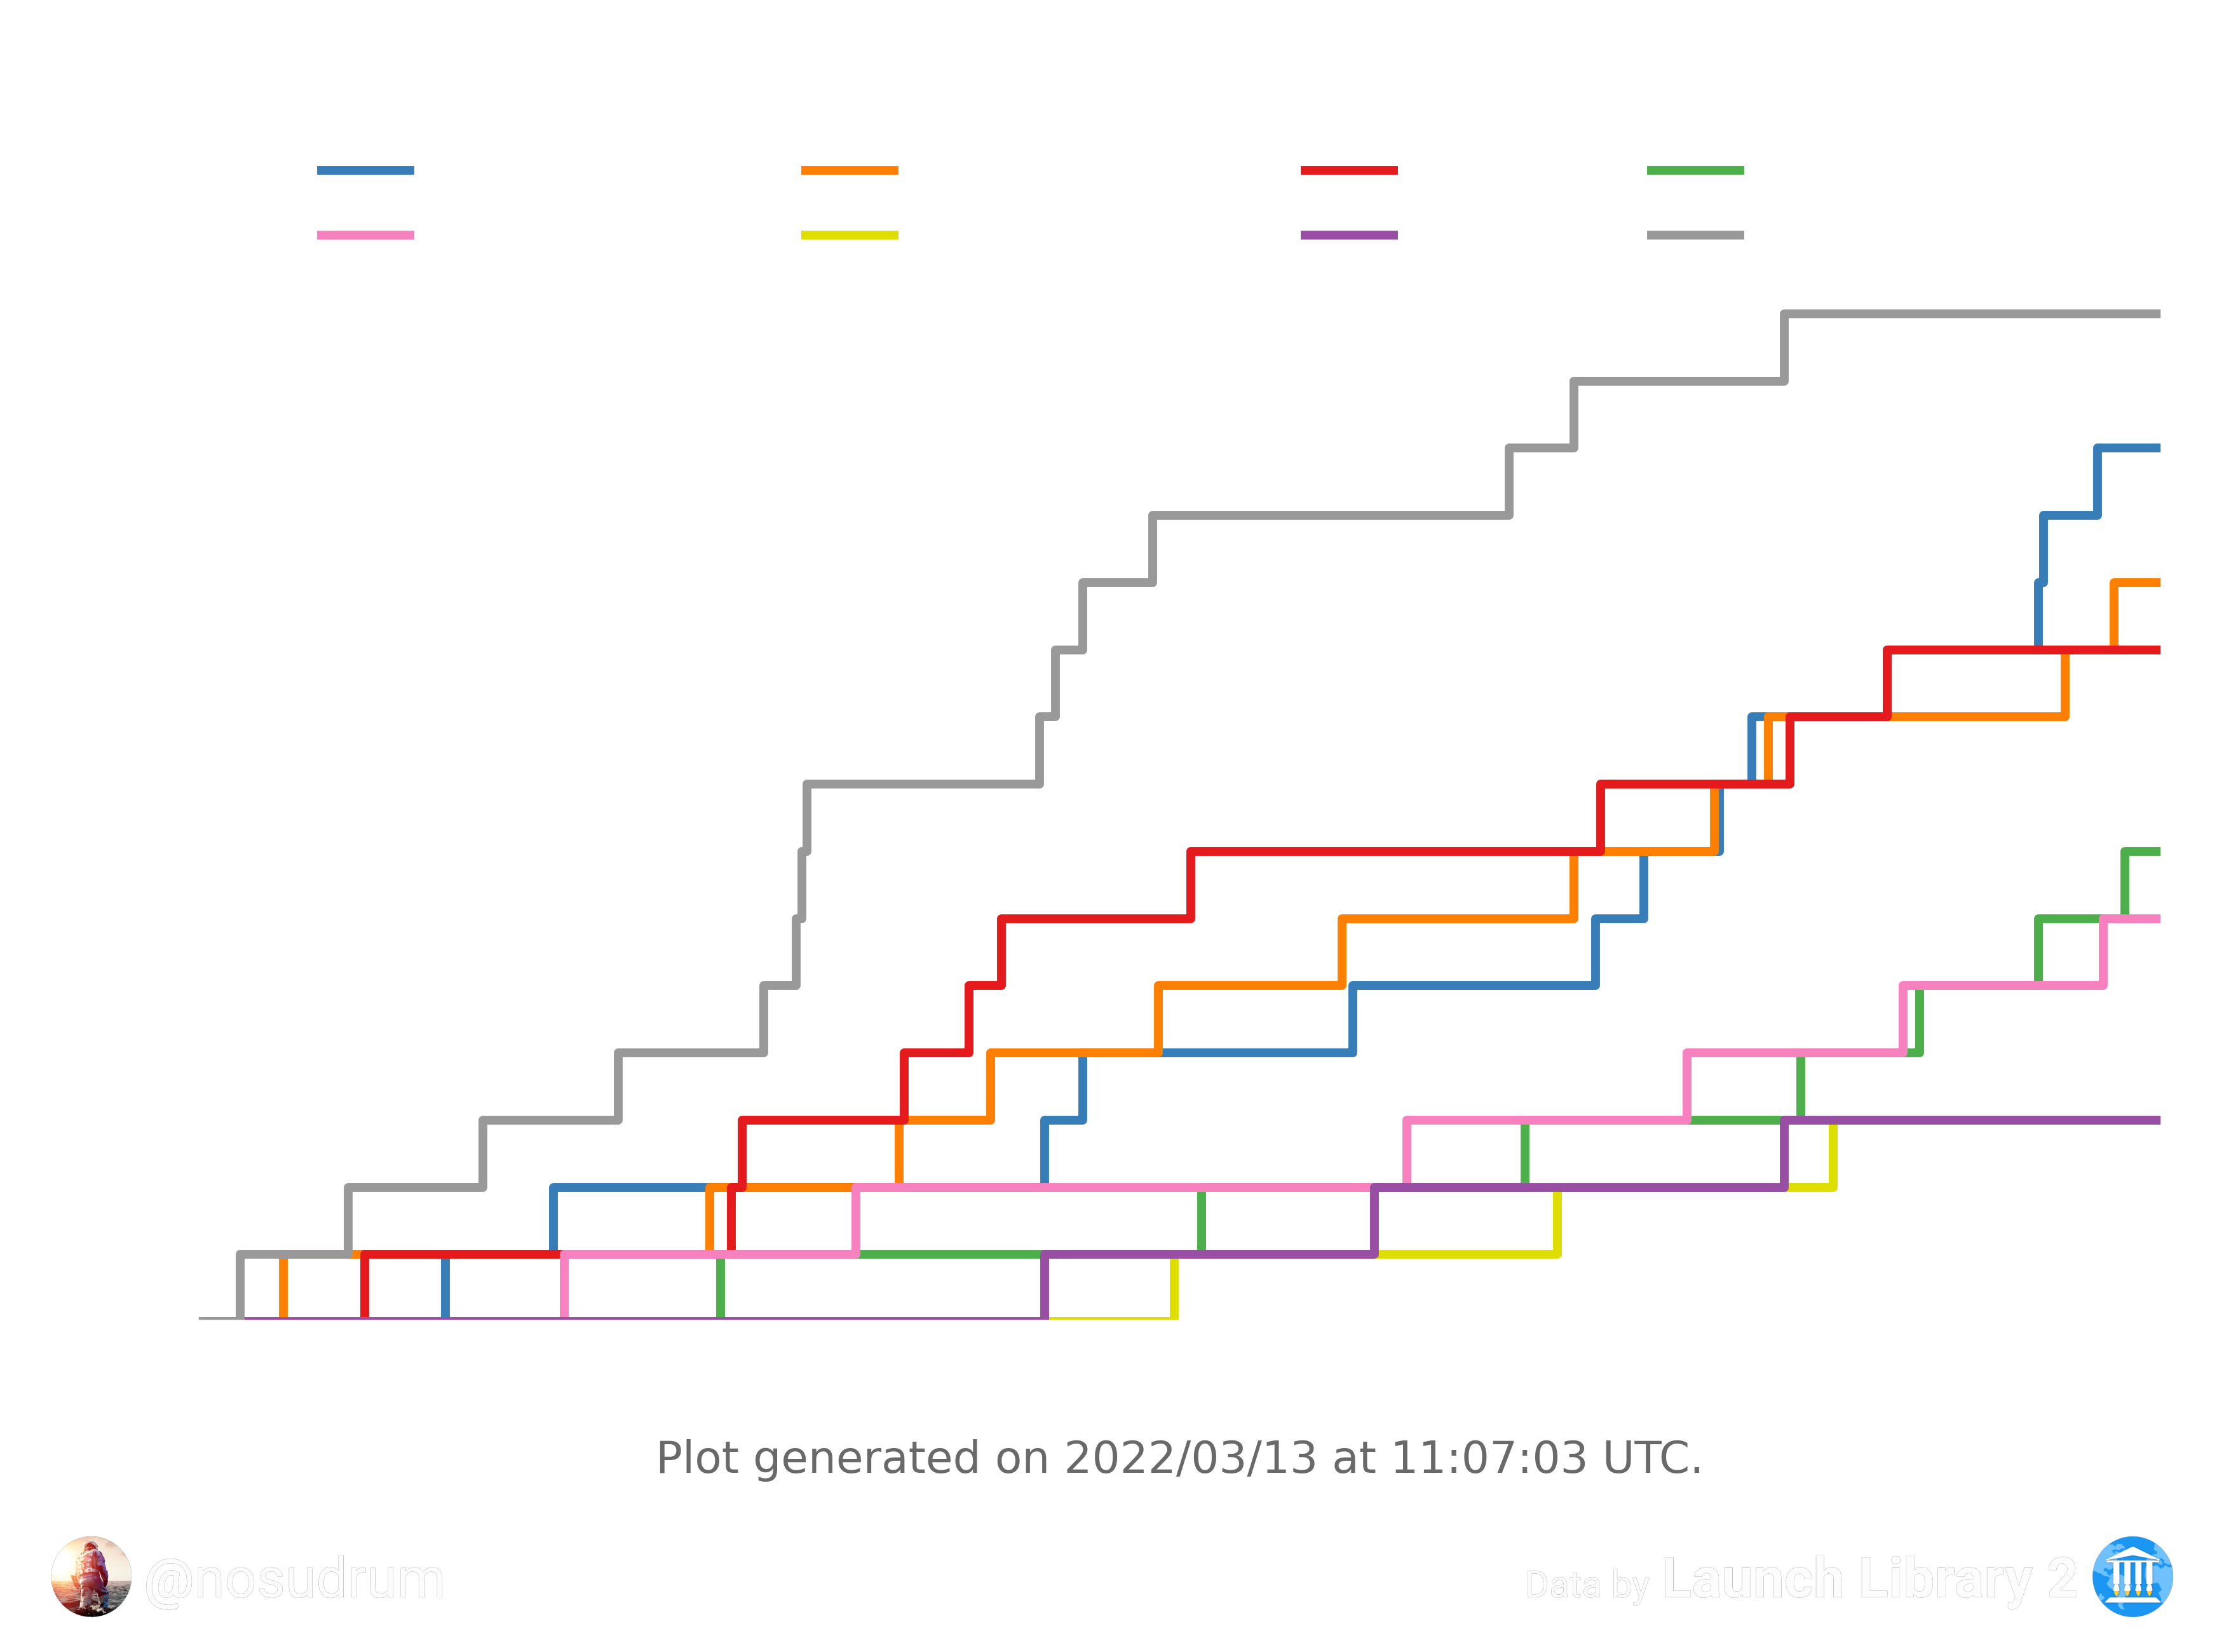 Plot generated on 2022/03/13 at 11:07:03 UTC.
@nosudrum
Data by Launch Library 2